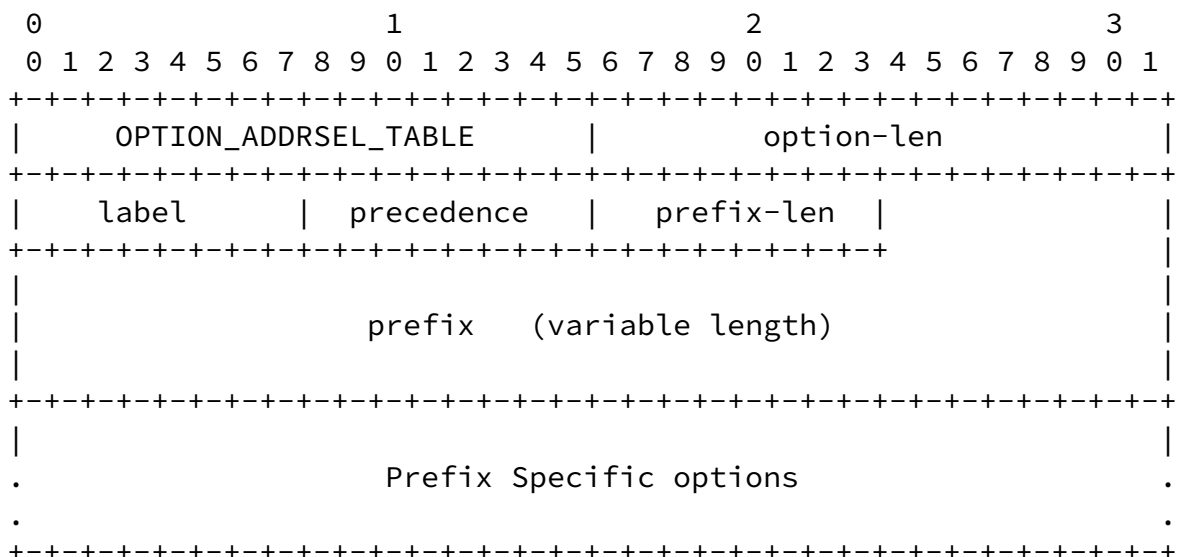 0                   1                   2                   3
 0 1 2 3 4 5 6 7 8 9 0 1 2 3 4 5 6 7 8 9 0 1 2 3 4 5 6 7 8 9 0 1
+-+-+-+-+-+-+-+-+-+-+-+-+-+-+-+-+-+-+-+-+-+-+-+-+-+-+-+-+-+-+-+-+
|     OPTION_ADDRSEL_TABLE      |         option-len            |
+-+-+-+-+-+-+-+-+-+-+-+-+-+-+-+-+-+-+-+-+-+-+-+-+-+-+-+-+-+-+-+-+
|    label      |  precedence   |   prefix-len  |               |
+-+-+-+-+-+-+-+-+-+-+-+-+-+-+-+-+-+-+-+-+-+-+-+-+               |
|                                                               |
|                   prefix   (variable length)                  |
|                                                               |
+-+-+-+-+-+-+-+-+-+-+-+-+-+-+-+-+-+-+-+-+-+-+-+-+-+-+-+-+-+-+-+-+
|                                                               |
.                    Prefix Specific options                    .
.                                                               .
+-+-+-+-+-+-+-+-+-+-+-+-+-+-+-+-+-+-+-+-+-+-+-+-+-+-+-+-+-+-+-+-+